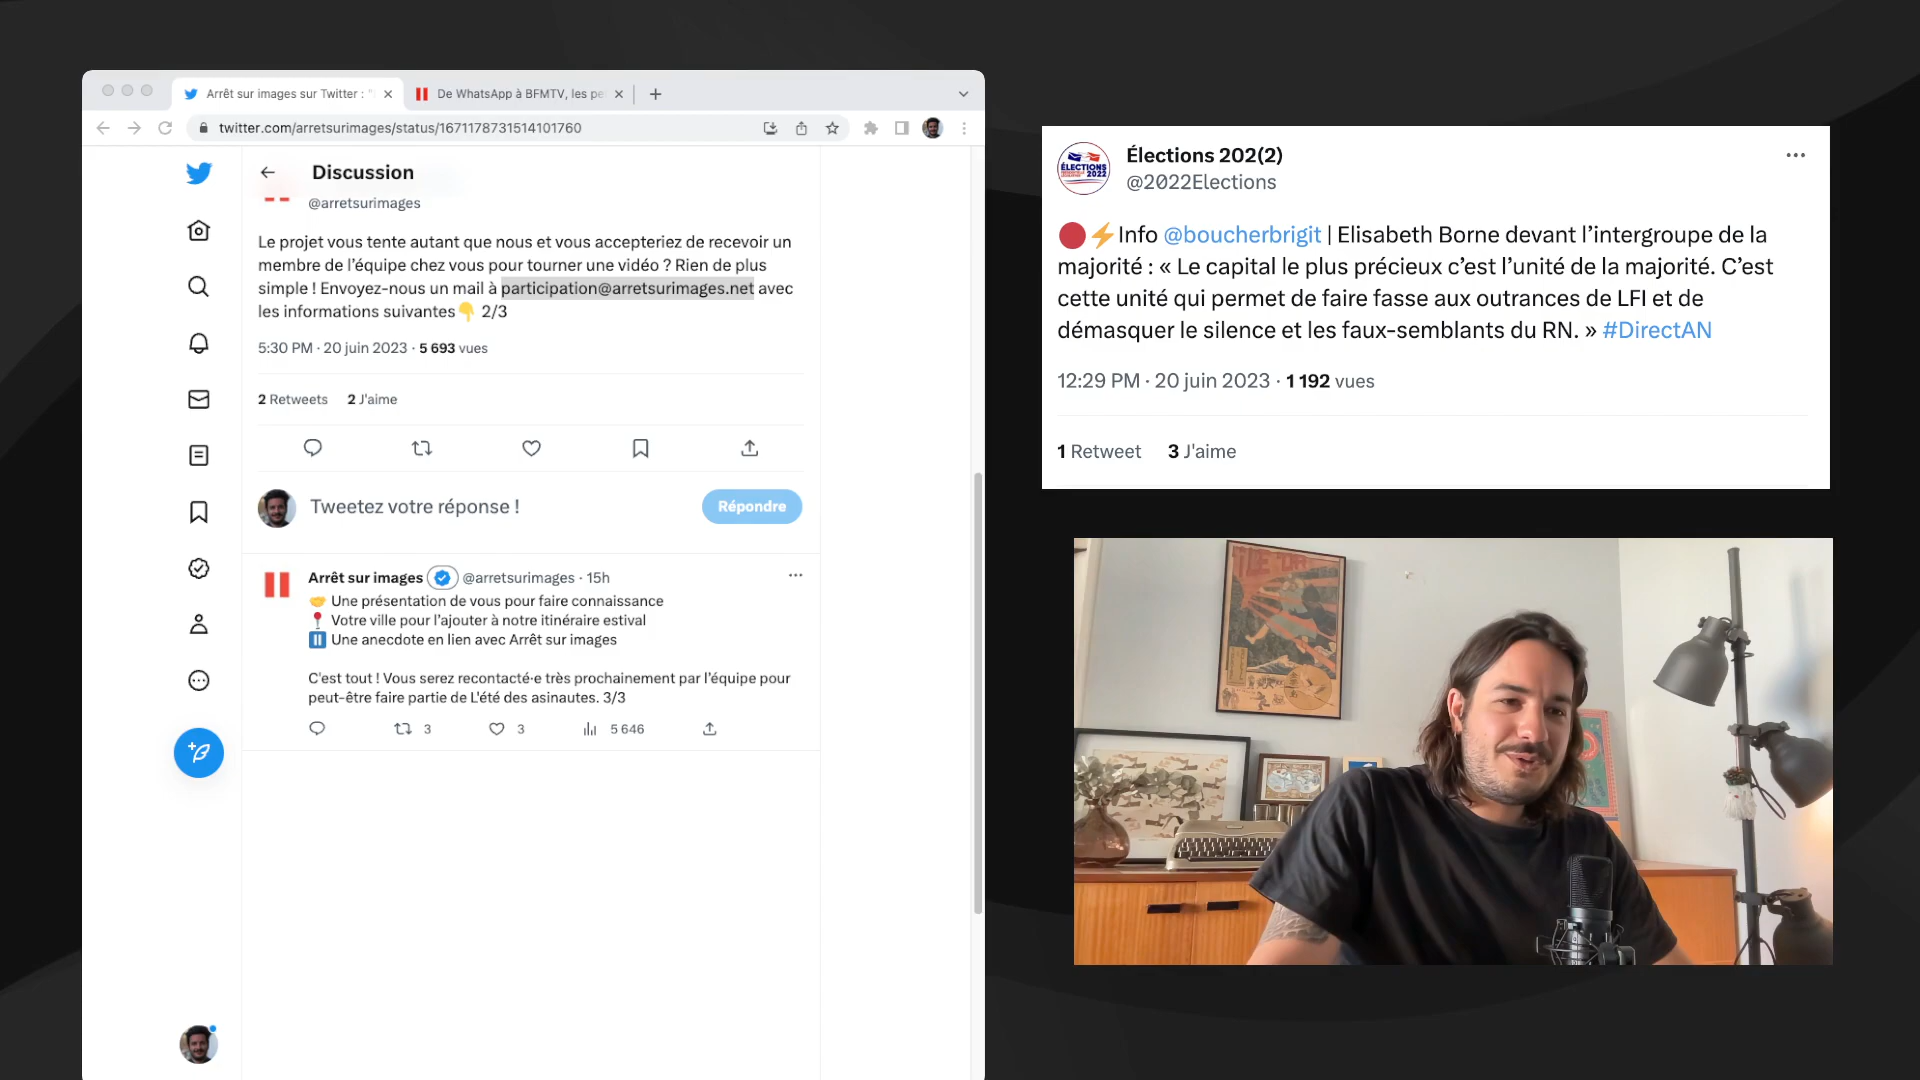 Arrêt sur images sur Twitter : "
De WhatsApp à BFMTV, les pe
twitter.com/arretsurimages/status/1671178731514101760
Discussion
@arretsurimages
Le projet vous tente autant que nous et vous accepteriez de recevoir un
membre de l'équipe chez vous pour tourner une vidéo ? Rien de plus
simple ! Envoyez-nous un mail à participation@arretsurimages.net avec
les informations suivantes👇 2/3
5:30 PM · 20 juin 2023 · 5 693 vues
2 Retweets 2 J'aime
Tweetez votre réponse !
Répondre
Arrêt sur images @arretsurimages · 15h
🤝 Une présentation de vous pour faire connaissance
📍 Votre ville pour l'ajouter à notre itinéraire estival
⏸ Une anecdote en lien avec Arrêt sur images
C'est tout ! Vous serez recontacté·e très prochainement par l'équipe pour
peut-être faire partie de L'été des asinautes. 3/3
3 3 5 646
Élections 202(2)
@2022Elections
ÉLECTIONS
2022
🔴⚡Info @boucherbrigit | Elisabeth Borne devant l'intergroupe de la
majorité : « Le capital le plus précieux c'est l'unité de la majorité. C'est
cette unité qui permet de faire fasse aux outrances de LFI et de
démasquer le silence et les faux-semblants du RN. » #DirectAN
12:29 PM · 20 juin 2023 · 1 192 vues
1 Retweet 3 J'aime